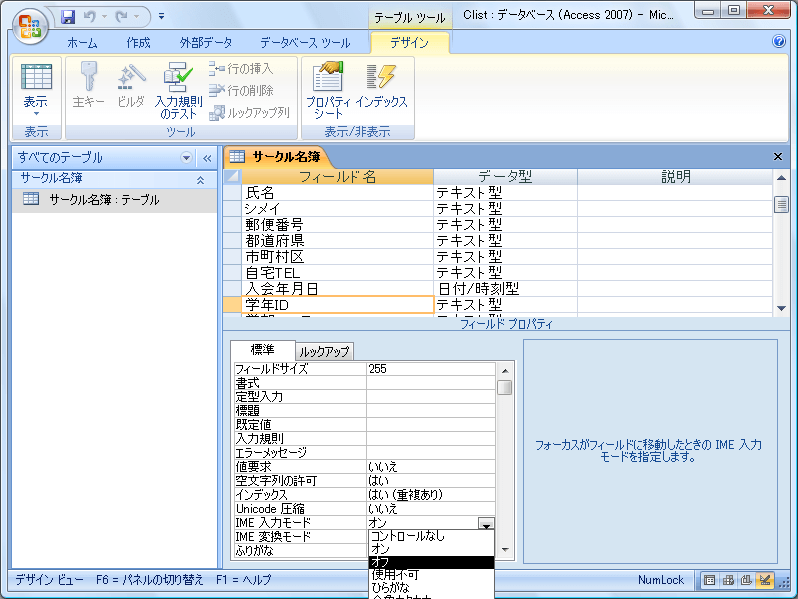 テーブル ツール
Clist : データベース (Access 2007) - Mic...
ホーム 作成 外部データ データベース ツール デザイン
表示
主キー
ビルダ
入力規則
のテスト
行の挿入
行の削除
ルックアップ列
プロパティ
シート
インデックス
表示 ツール 表示/非表示
すべてのテーブル
サークル名簿
サークル名簿 : テーブル
サークル名簿
フィールド名 データ型 説明
氏名 テキスト型
シメイ テキスト型
郵便番号 テキスト型
都道府県 テキスト型
市町村区 テキスト型
自宅TEL テキスト型
入会年月日 日付/時刻型
学年ID テキスト型
フィールド プロパティ
標準 ルックアップ
フィールドサイズ 255
書式
定型入力
標題
既定値
入力規則
エラーメッセージ
値要求 いいえ
空文字列の許可 はい
インデックス はい (重複あり)
Unicode 圧縮 いいえ
IME 入力モード オン
IME 変換モード
ふりがな
コントロールなし
オン
オフ
使用不可
ひらがな
フォーカスがフィールドに移動したときの IME 入力
モードを指定します。
デザイン ビュー F6 = パネルの切り替え F1 = ヘルプ
NumLock